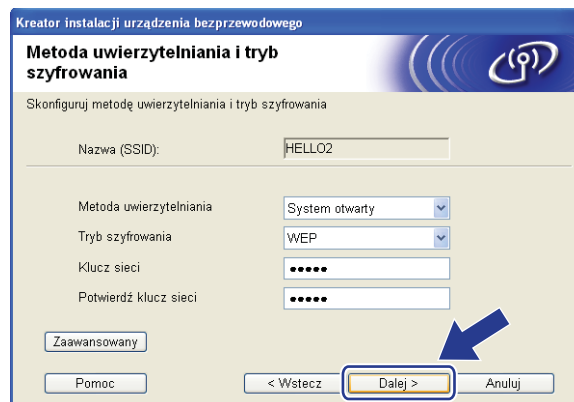 Kreator instalacji urządzenia bezprzewodowego
Metoda uwierzytelniania i tryb
szyfrowania
Skonfiguruj metodę uwierzytelniania i tryb szyfrowania
Nazwa (SSID): HELLO2
Metoda uwierzytelniania System otwarty
Tryb szyfrowania WEP
Klucz sieci •••••
Potwierdź klucz sieci •••••
Zaawansowany
Pomoc < Wstecz Dalej > Anuluj